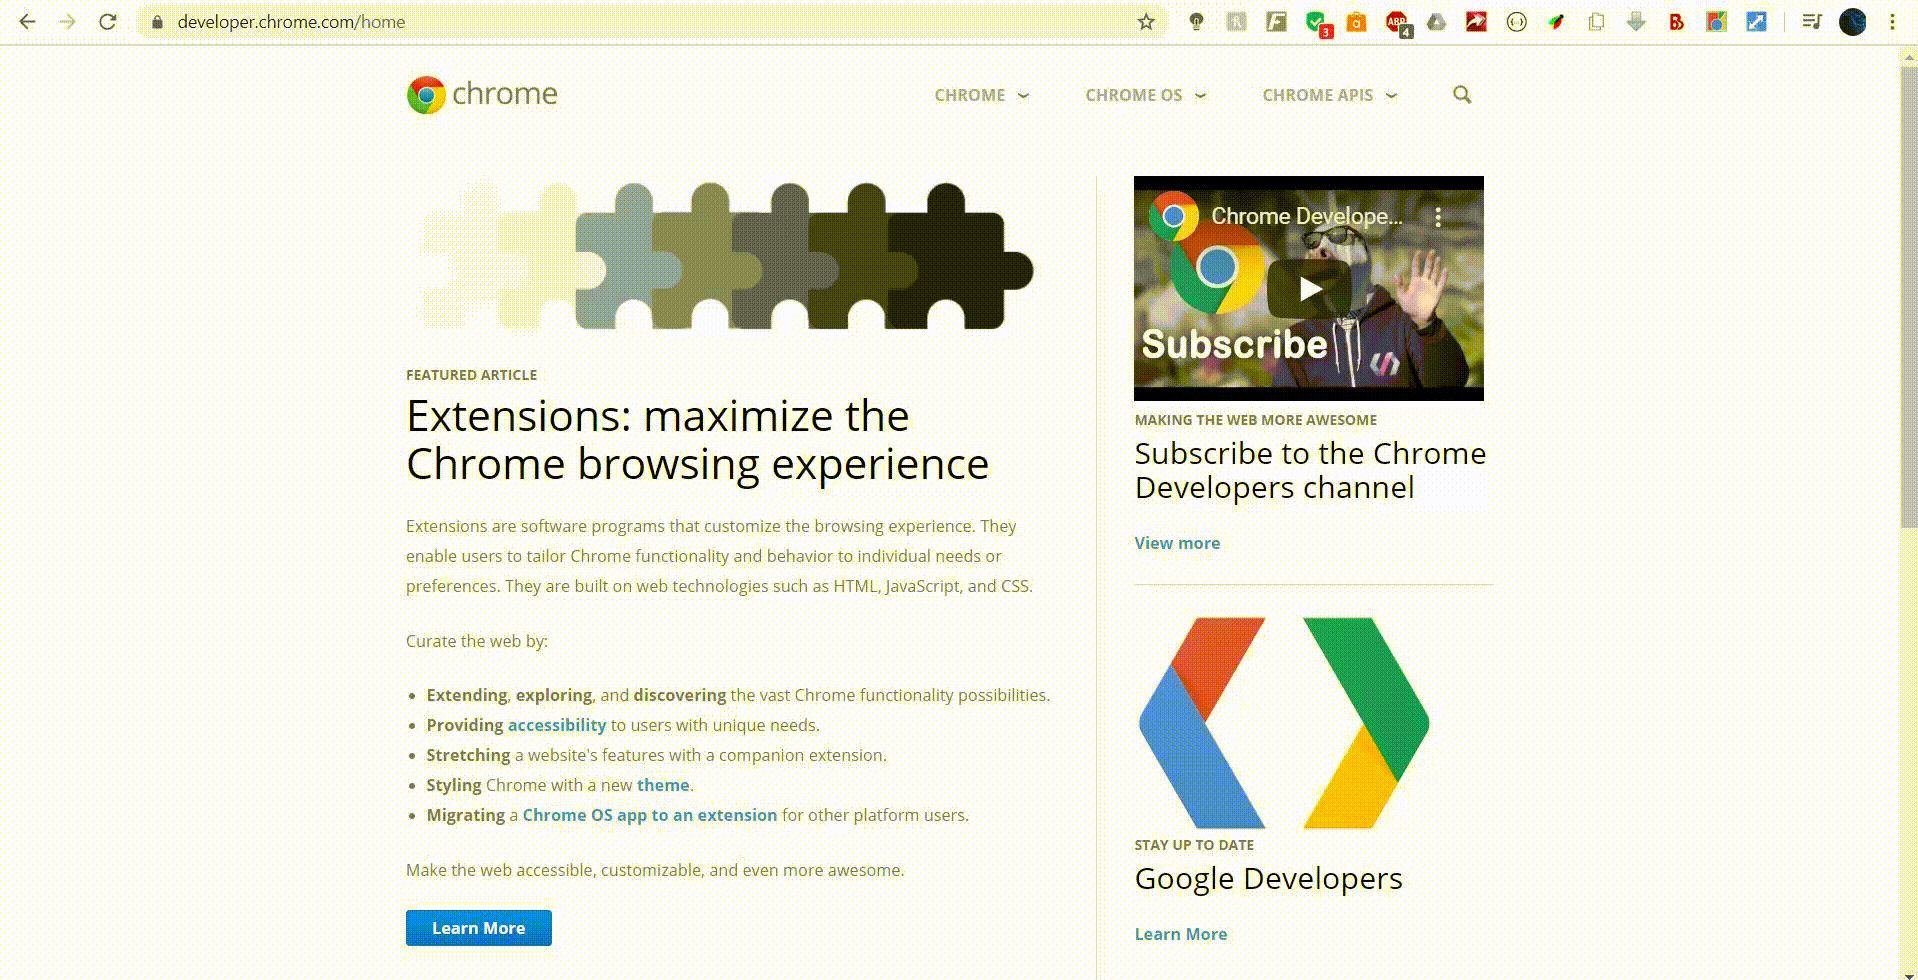 developer.chrome.com/home
3
ABP
4
B
chrome
CHROME
CHROME OS
CHROME APIS
Chrome Develope...
Subscribe
FEATURED ARTICLE
Extensions: maximize the
Chrome browsing experience
Extensions are software programs that customize the browsing experience. They
enable users to tailor Chrome functionality and behavior to individual needs or
preferences. They are built on web technologies such as HTML, JavaScript, and CSS.
Curate the web by:
• Extending, exploring, and discovering the vast Chrome functionality possibilities.
• Providing accessibility to users with unique needs.
• Stretching a website's features with a companion extension.
• Styling Chrome with a new theme.
• Migrating a Chrome OS app to an extension for other platform users.
Make the web accessible, customizable, and even more awesome.
Learn More
MAKING THE WEB MORE AWESOME
Subscribe to the Chrome
Developers channel
View more
STAY UP TO DATE
Google Developers
Learn More